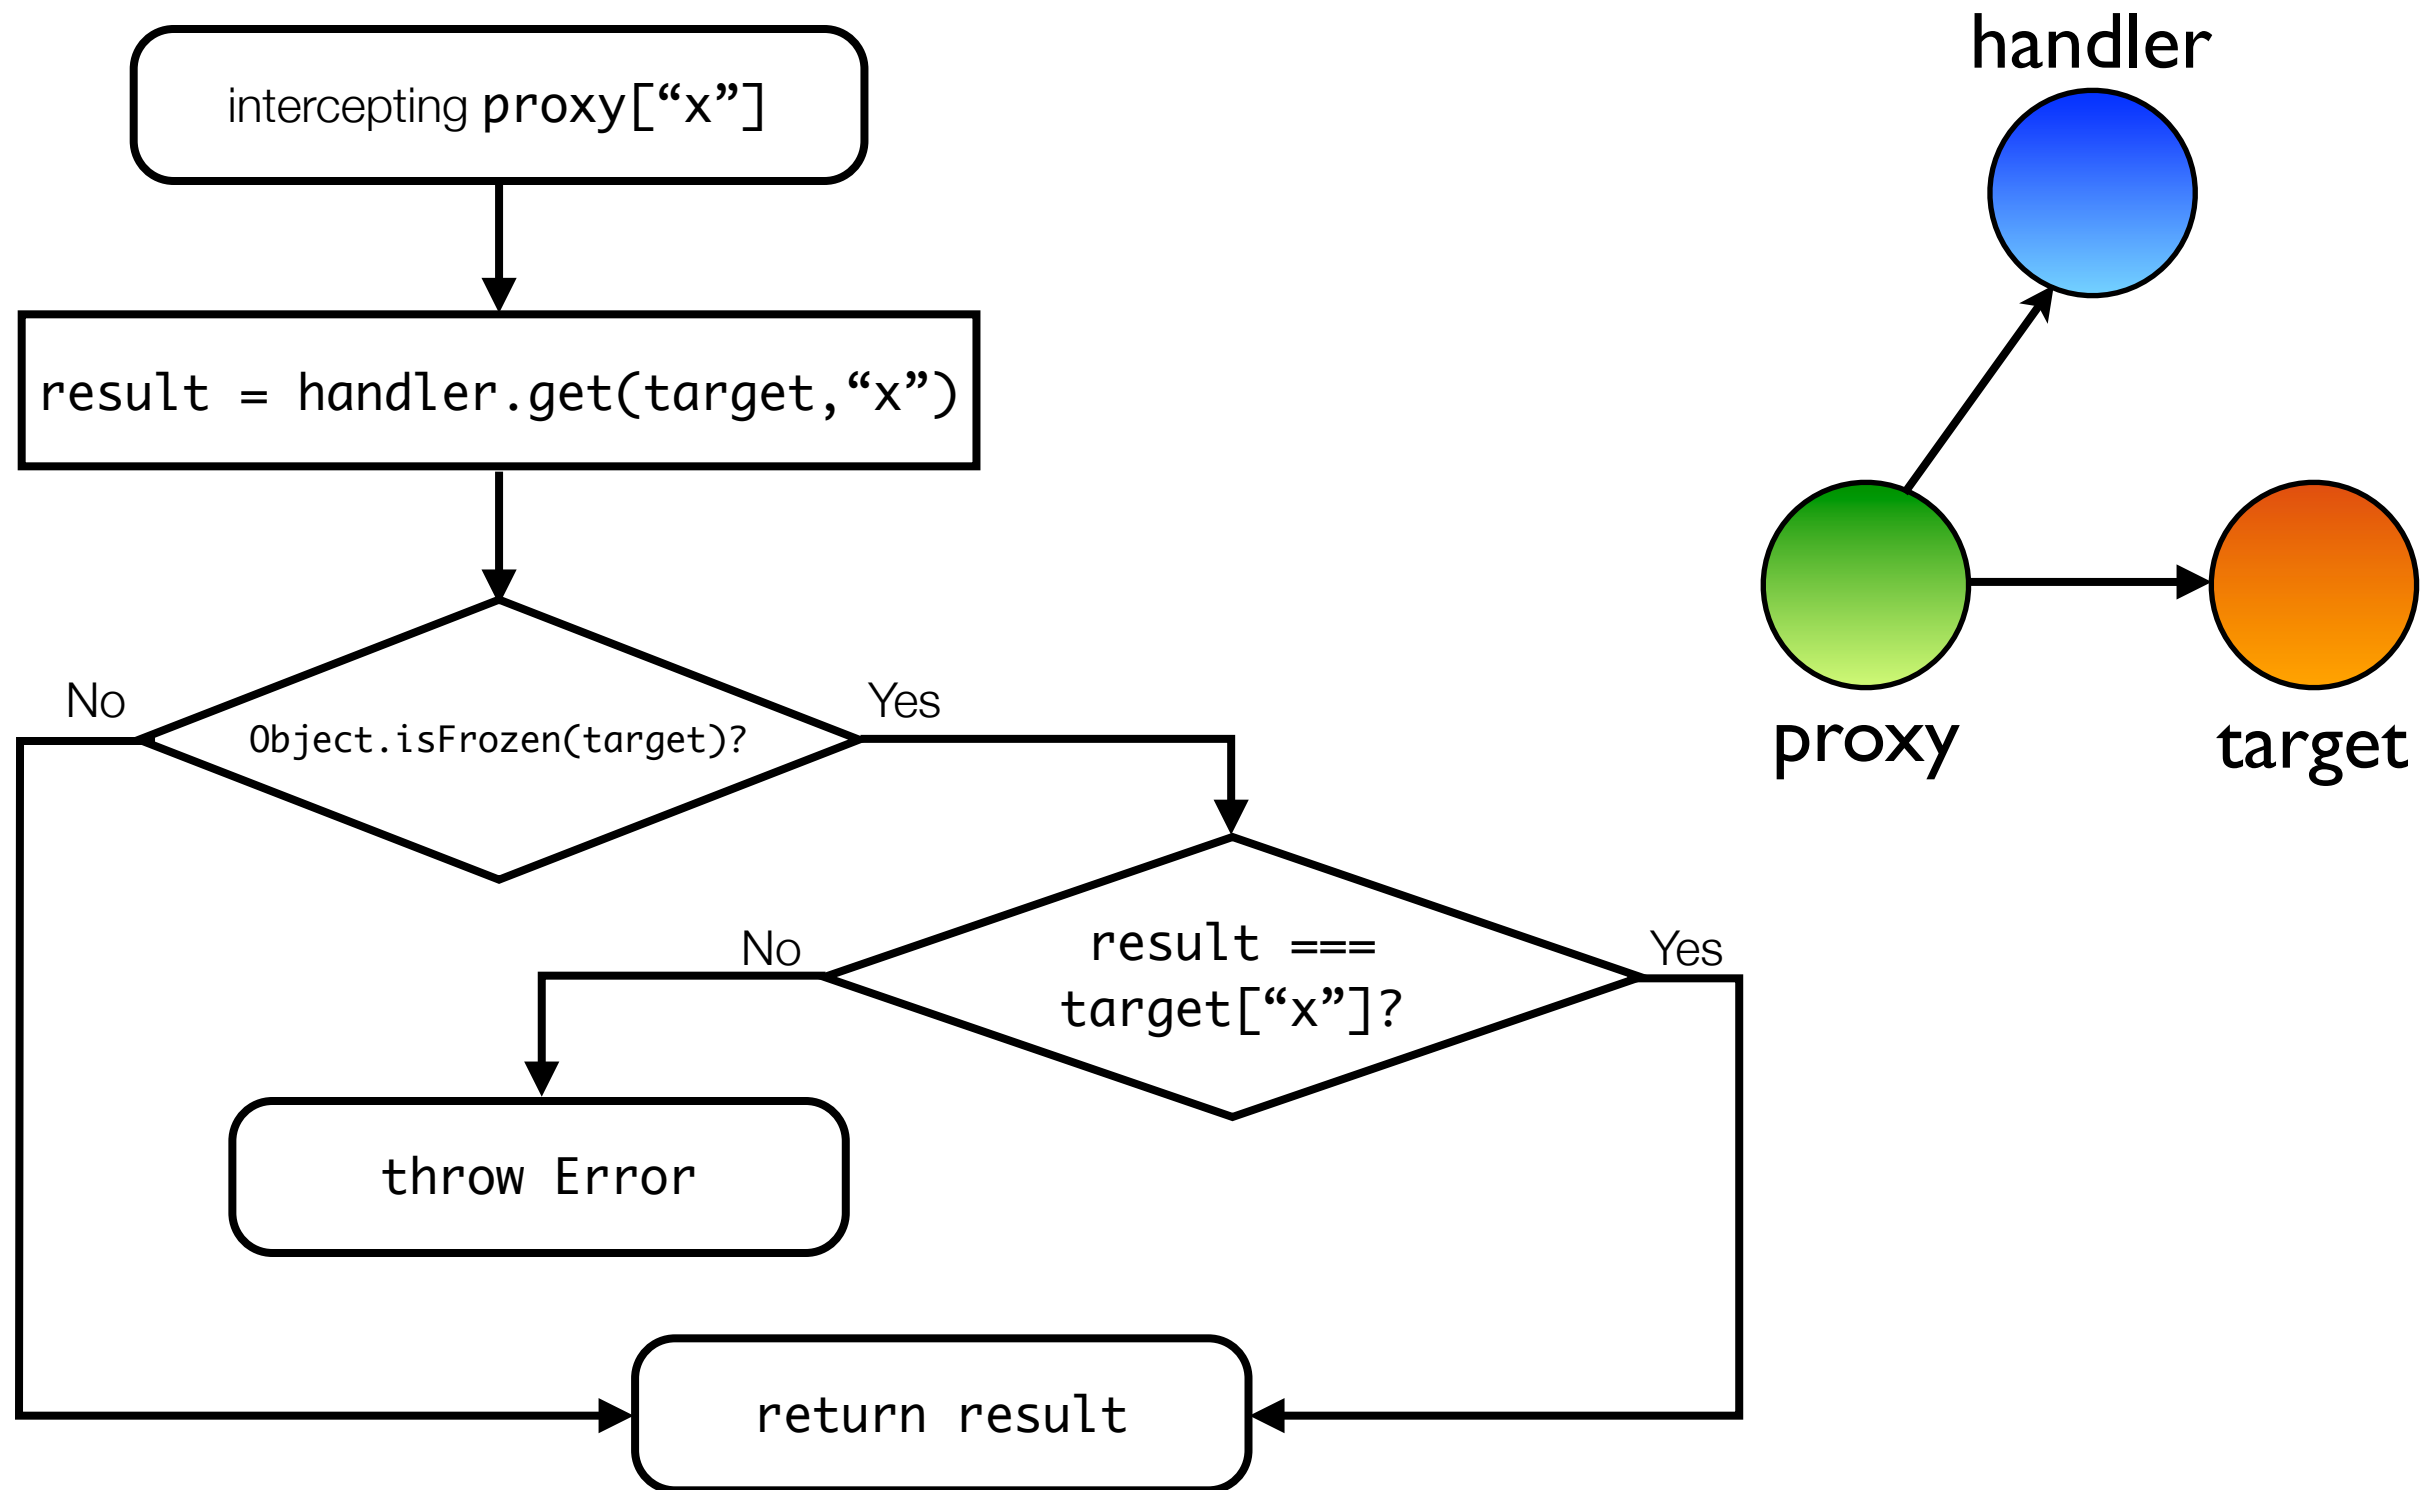 intercepting proxy[“x”]
result = handler.get(target,“x”)
No
Object.isFrozen(target)?
Yes
No
result ===
target[“x”]?
Yes
throw Error
return result
handler
proxy
target